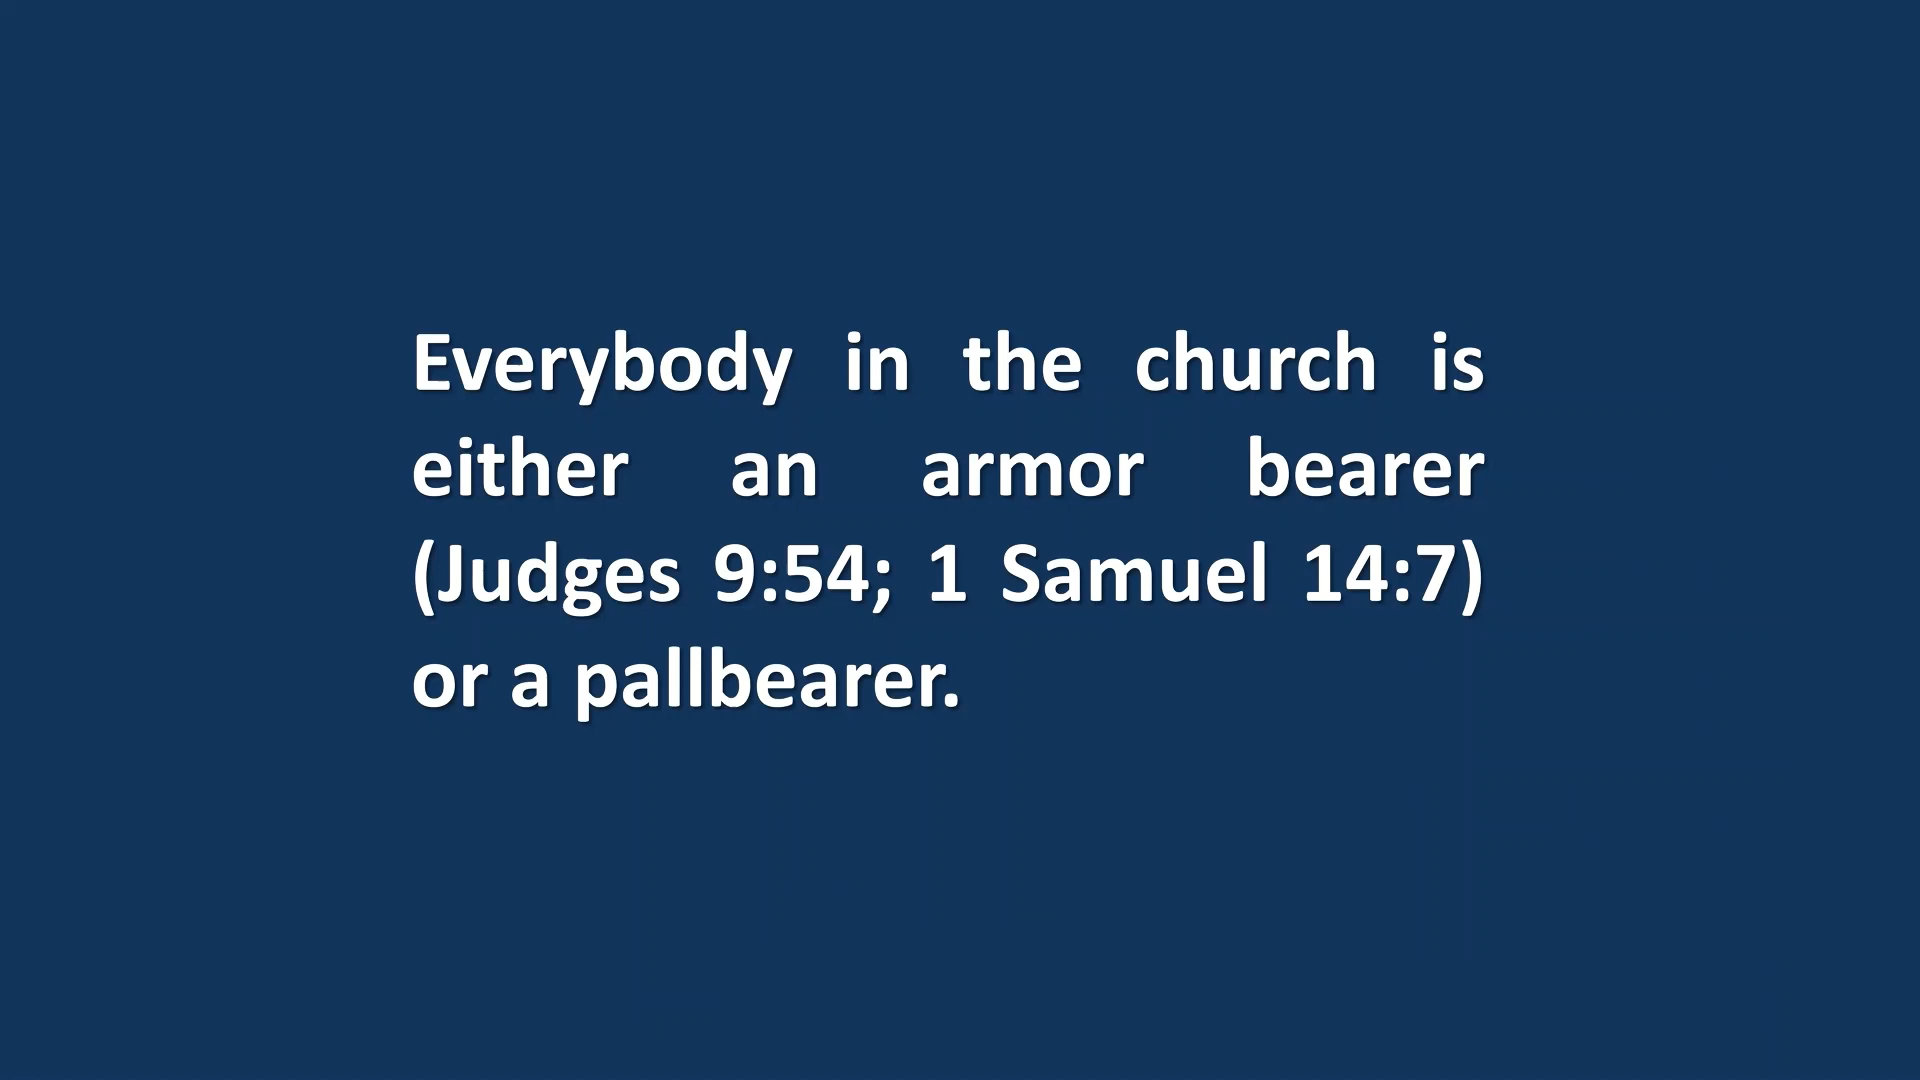 Everybody in the church is
either an armor bearer
(Judges 9:54; 1 Samuel 14:7)
or a pallbearer.